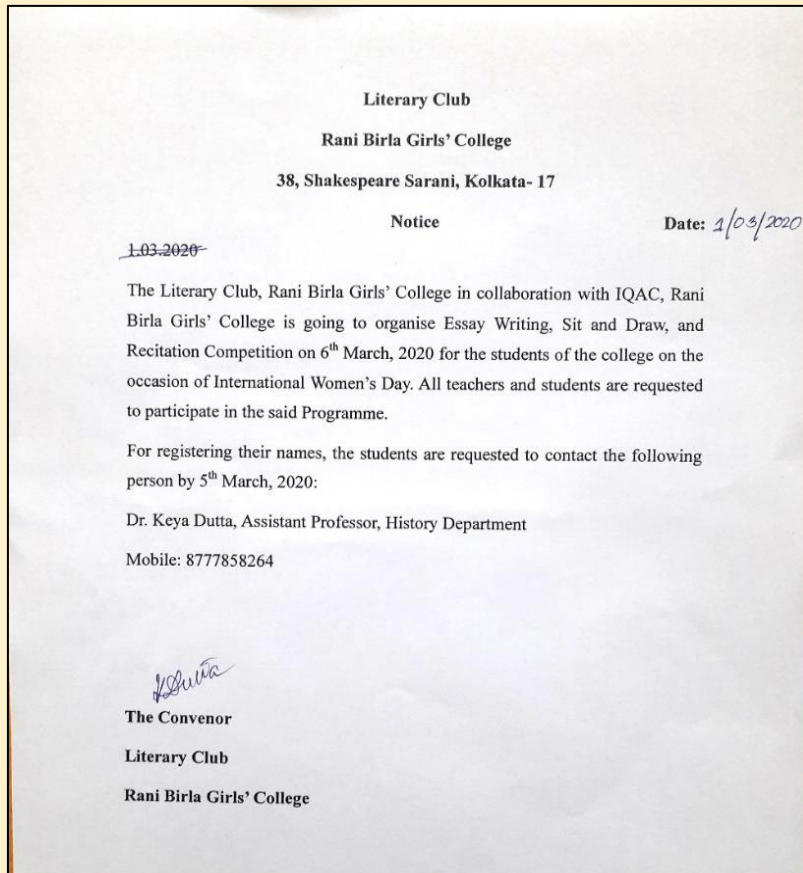 Literary Club
Rani Birla Girls' College
38, Shakespeare Sarani, Kolkata- 17
Notice
Date: 1/03/2020
1.03.2020
The Literary Club, Rani Birla Girls' College in collaboration with IQAC, Rani
Birla Girls' College is going to organise Essay Writing, Sit and Draw, and
Recitation Competition on 6th March, 2020 for the students of the college on the
occasion of International Women's Day. All teachers and students are requested
to participate in the said Programme.
For registering their names, the students are requested to contact the following
person by 5th March, 2020:
Dr. Keya Dutta, Assistant Professor, History Department
Mobile: 8777858264
KDutta
The Convenor
Literary Club
Rani Birla Girls' College